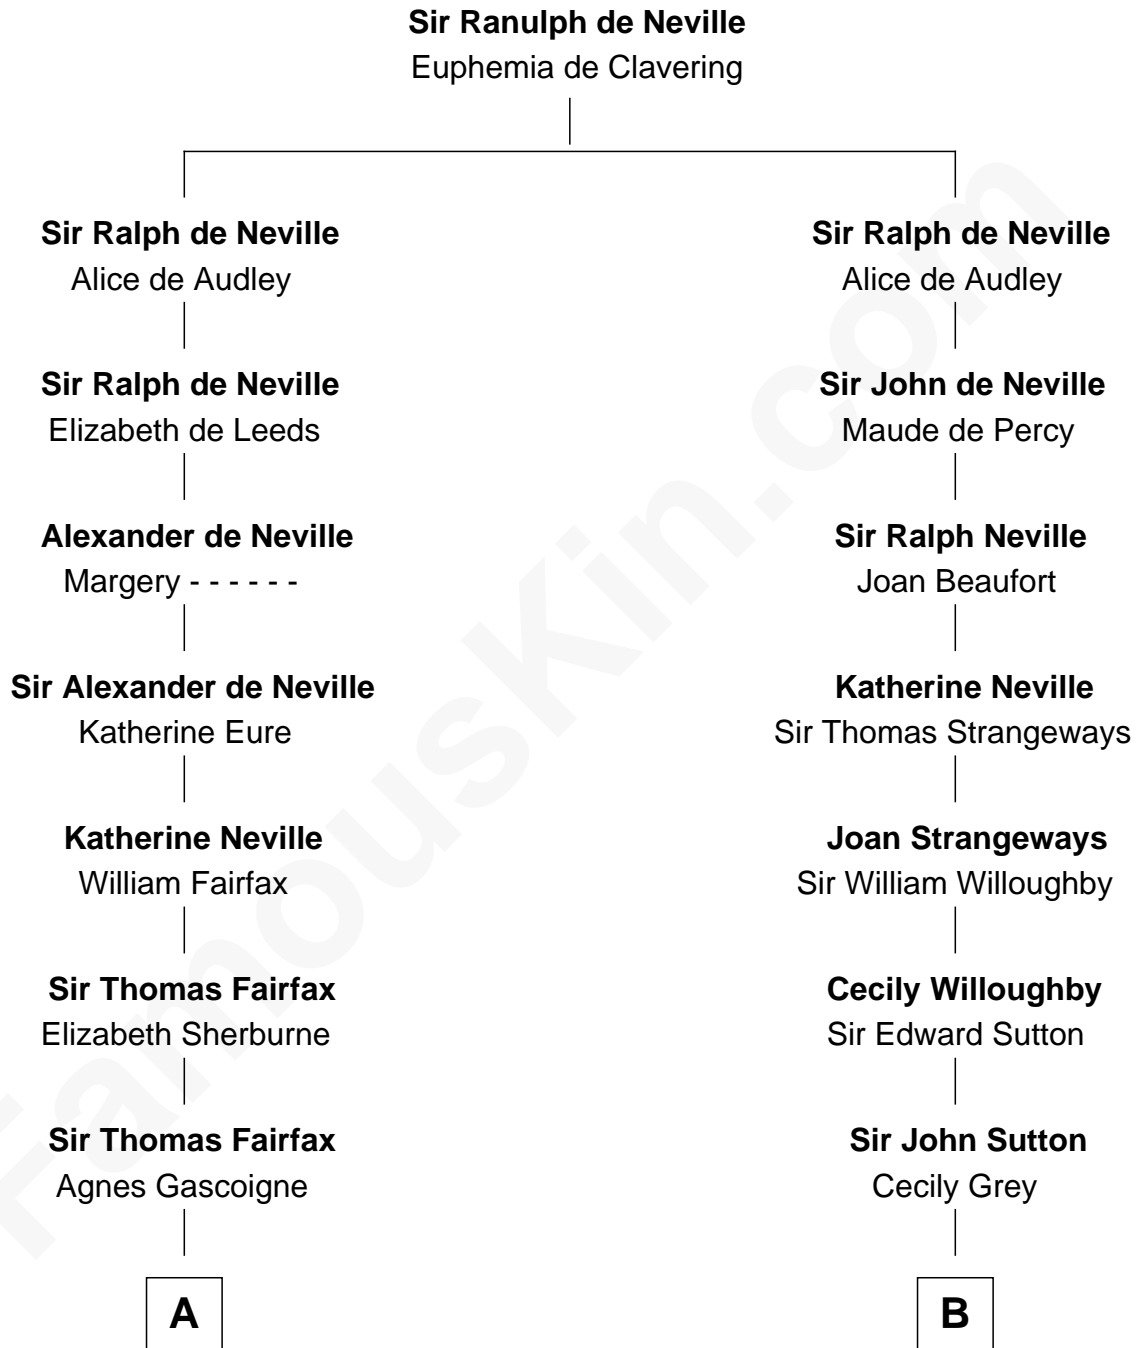 Sir Ranulph de Neville
Euphemia de Clavering
Sir Ralph de Neville
Alice de Audley
Sir Ralph de Neville
Alice de Audley
Sir Ralph de Neville
Elizabeth de Leeds
Sir John de Neville
Maude de Percy
Alexander de Neville
Margery - - - - - -
Sir Ralph Neville
Joan Beaufort
Sir Alexander de Neville
Katherine Eure
Katherine Neville
Sir Thomas Strangeways
Katherine Neville
William Fairfax
Joan Strangeways
Sir William Willoughby
Sir Thomas Fairfax
Elizabeth Sherburne
Cecily Willoughby
Sir Edward Sutton
Sir Thomas Fairfax
Agnes Gascoigne
Sir John Sutton
Cecily Grey
A
B
FamousKin.com